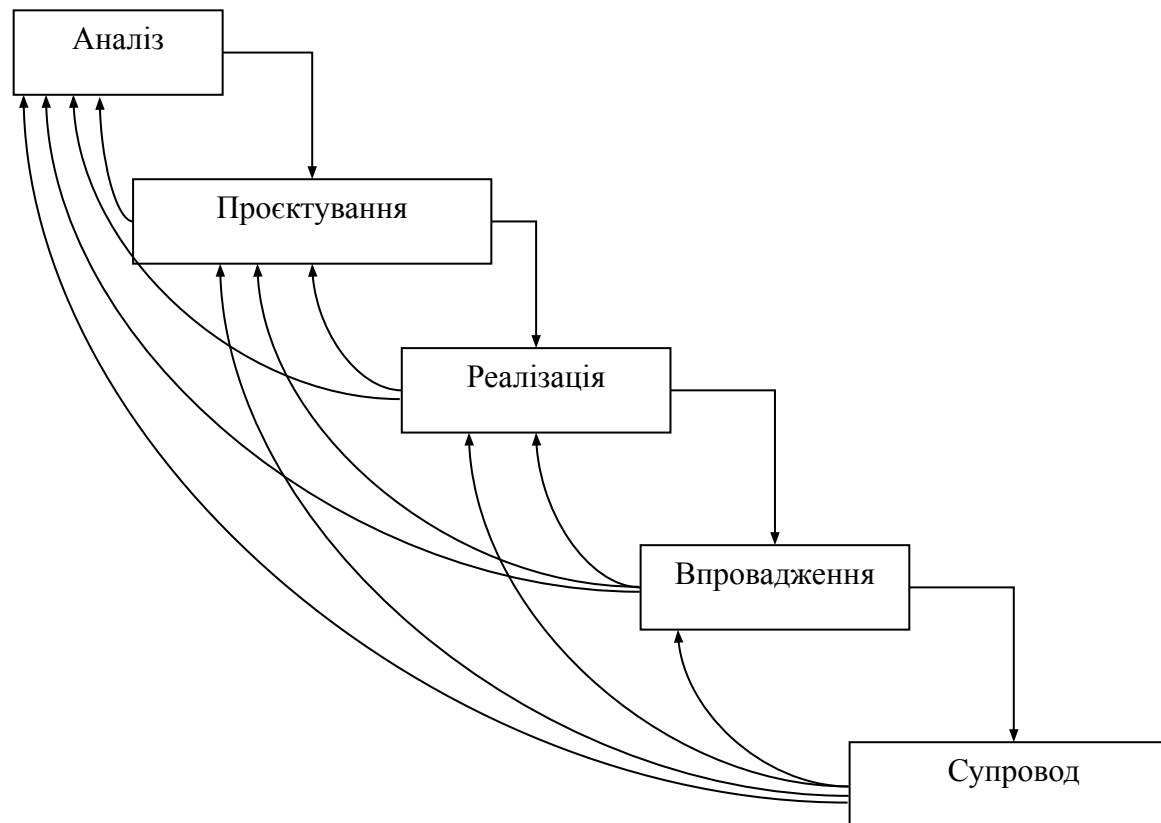 Аналіз
Проєктування
Реалізація
Впровадження
Супровод